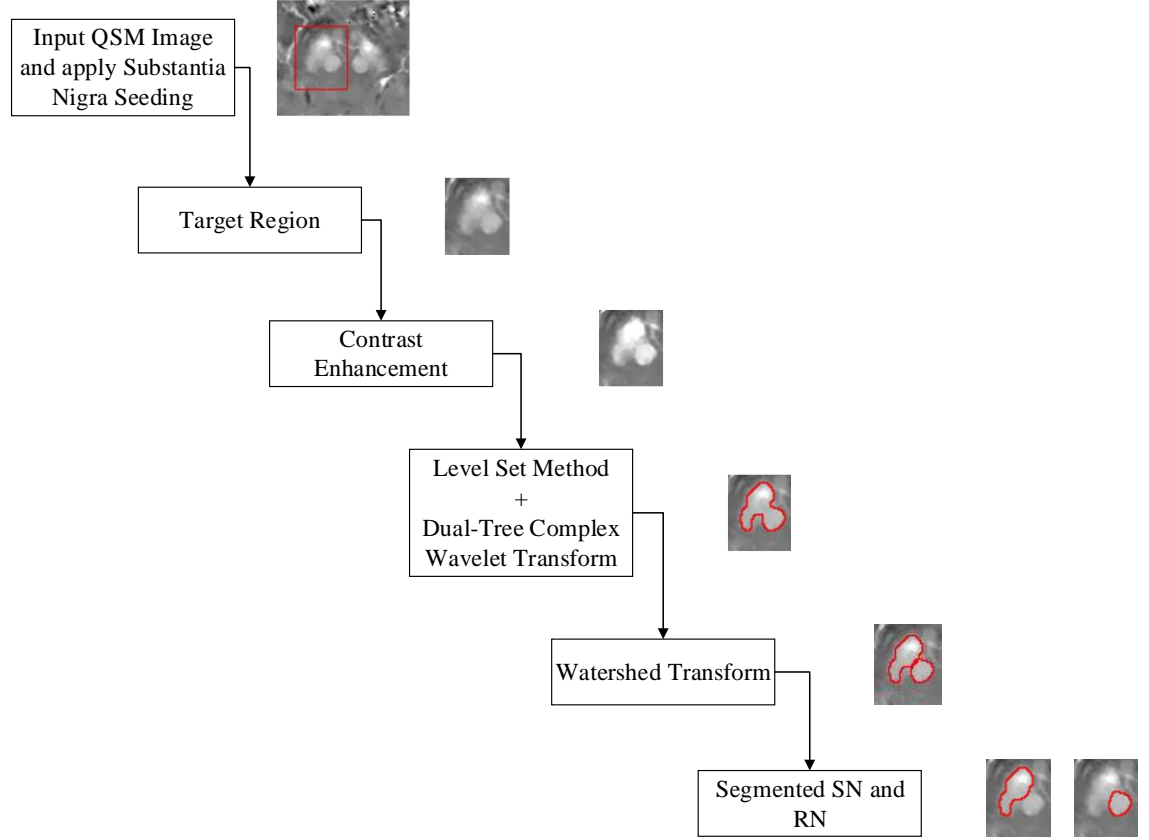 Input QSM Image
and apply Substantia
Nigra Seeding
Target Region
Contrast
Enhancement
Level Set Method
+
Dual-Tree Complex
Wavelet Transform
Watershed Transform
Segmented SN and
RN